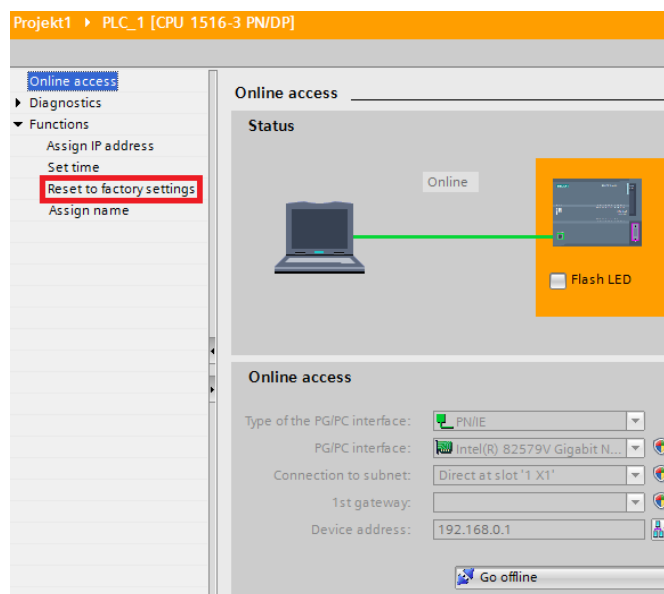 Projekt1 ▸ PLC_1 [CPU 1516-3 PN/DP]
Online access
Diagnostics
Functions
Assign IP address
Set time
Reset to factory settings
Assign name
Online access
Status
Online
Flash LED
Online access
Type of the PG/PC interface: PN/IE
PG/PC interface: Intel(R) 82579V Gigabit N...
Connection to subnet: Direct at slot '1 X1'
1st gateway:
Device address: 192.168.0.1
Go offline